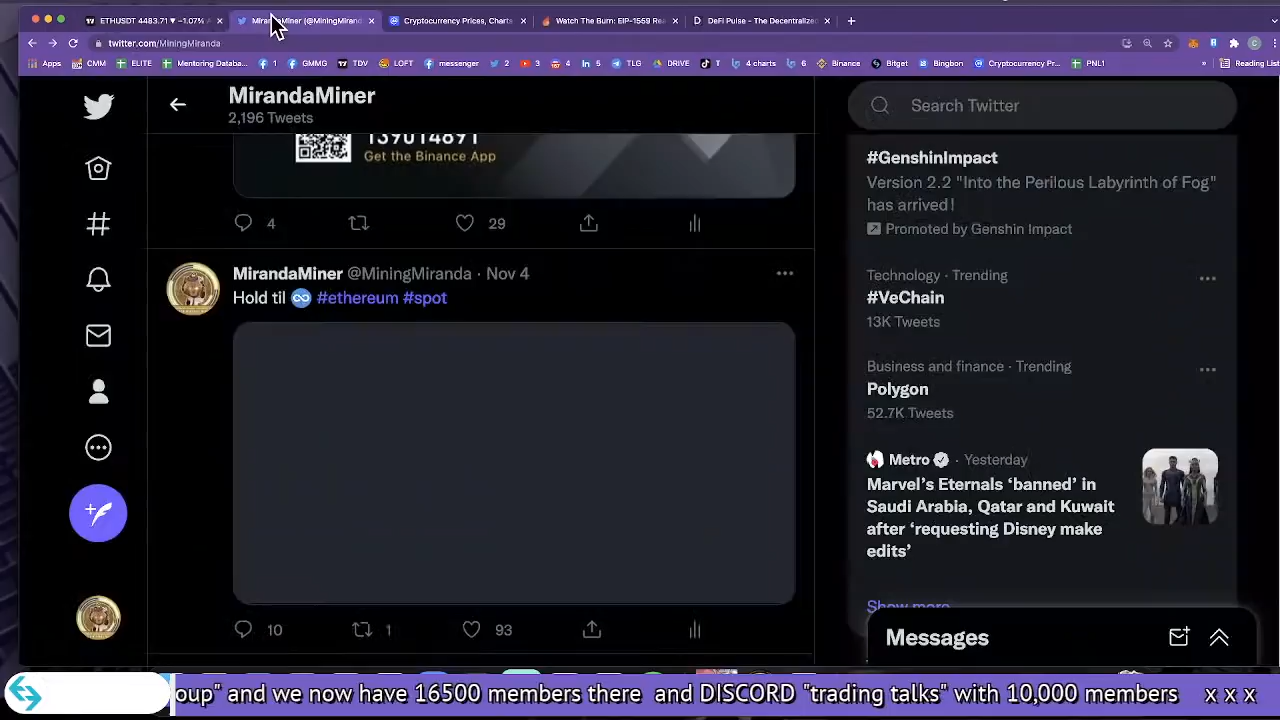 ETHUSDT 4483.71 ▼ −1.07%
MirandaMiner (@MiningMirand
Cryptocurrency Prices, Charts
Watch The Burn: EIP-1559 Rea
DeFi Pulse - The Decentralized
twitter.com/MiningMiranda
Apps
CMM
ELITE
Mentoring Databa...
1
GMMG
TDV
LOFT
messenger
2
3
4
5
TLG
DRIVE
T
4 charts
6
Binance
Bitget
Bingbon
Cryptocurrency Pr...
PNL1
»
Reading List
MirandaMiner
2,196 Tweets
Search Twitter
139014891
Get the Binance App
4
29
#GenshinImpact
Version 2.2 "Into the Perilous Labyrinth of Fog"
has arrived!
Promoted by Genshin Impact
MirandaMiner @MiningMiranda · Nov 4
Hold til ♾ #ethereum #spot
10
1
93
Technology · Trending
#VeChain
13K Tweets
Business and finance · Trending
Polygon
52.7K Tweets
Metro · Yesterday
Marvel's Eternals ‘banned’ in
Saudi Arabia, Qatar and Kuwait
after ‘requesting Disney make
edits’
Show more
Messages
oup" and we now have 16500 members there and DISCORD "trading talks" with 10,000 members x x x